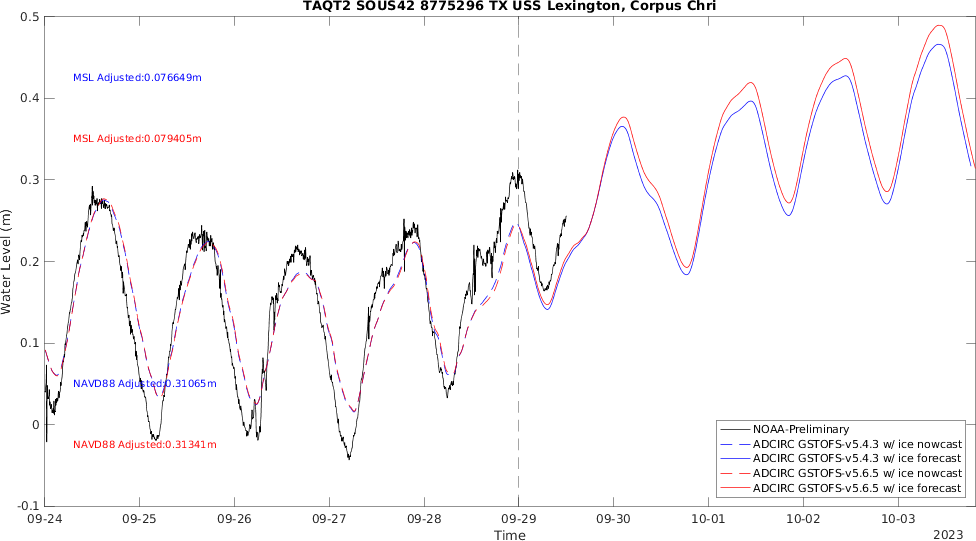 TAQT2 SOUS42 8775296 TX USS Lexington, Corpus Chri
0.5
MSL Adjusted:0.076649m
0.4
MSL Adjusted:0.079405m
0.3
Water Level (m)
0.2
0.1
NAVD88 Adjusted:0.31065m
0
NAVD88 Adjusted:0.31341m
-0.1
NOAA-Preliminary
ADCIRC GSTOFS-v5.4.3 w/ ice nowcast
ADCIRC GSTOFS-v5.4.3 w/ ice forecast
ADCIRC GSTOFS-v5.6.5 w/ ice nowcast
ADCIRC GSTOFS-v5.6.5 w/ ice forecast
09-24 09-25 09-26 09-27 09-28 09-29 09-30 10-01 10-02 10-03
Time
2023